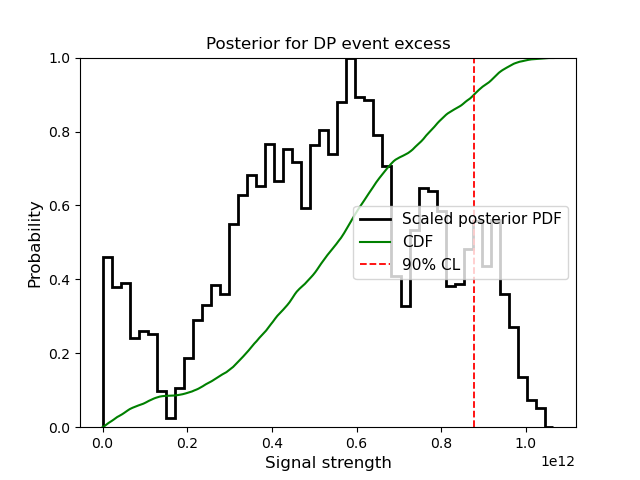 Posterior for DP event excess
Probability
1.0
0.8
0.6
0.4
0.2
0.0
Scaled posterior PDF
CDF
90% CL
0.0 0.2 0.4 0.6 0.8 1.0
1e12
Signal strength